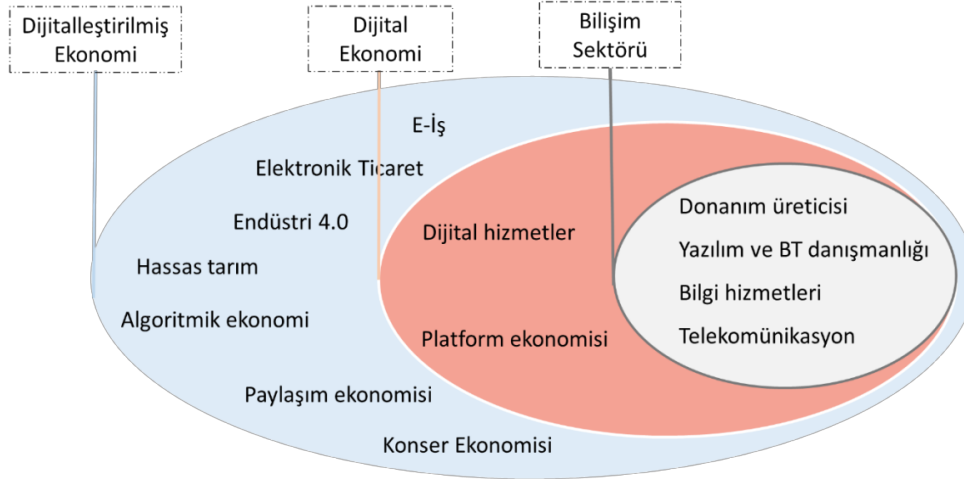 Dijitalleştirilmiş
Ekonomi
Dijital
Ekonomi
Bilişim
Sektörü
E-İş
Elektronik Ticaret
Endüstri 4.0
Hassas tarım
Algoritmik ekonomi
Paylaşım ekonomisi
Konser Ekonomisi
Dijital hizmetler
Platform ekonomisi
Donanım üreticisi
Yazılım ve BT danışmanlığı
Bilgi hizmetleri
Telekomünikasyon